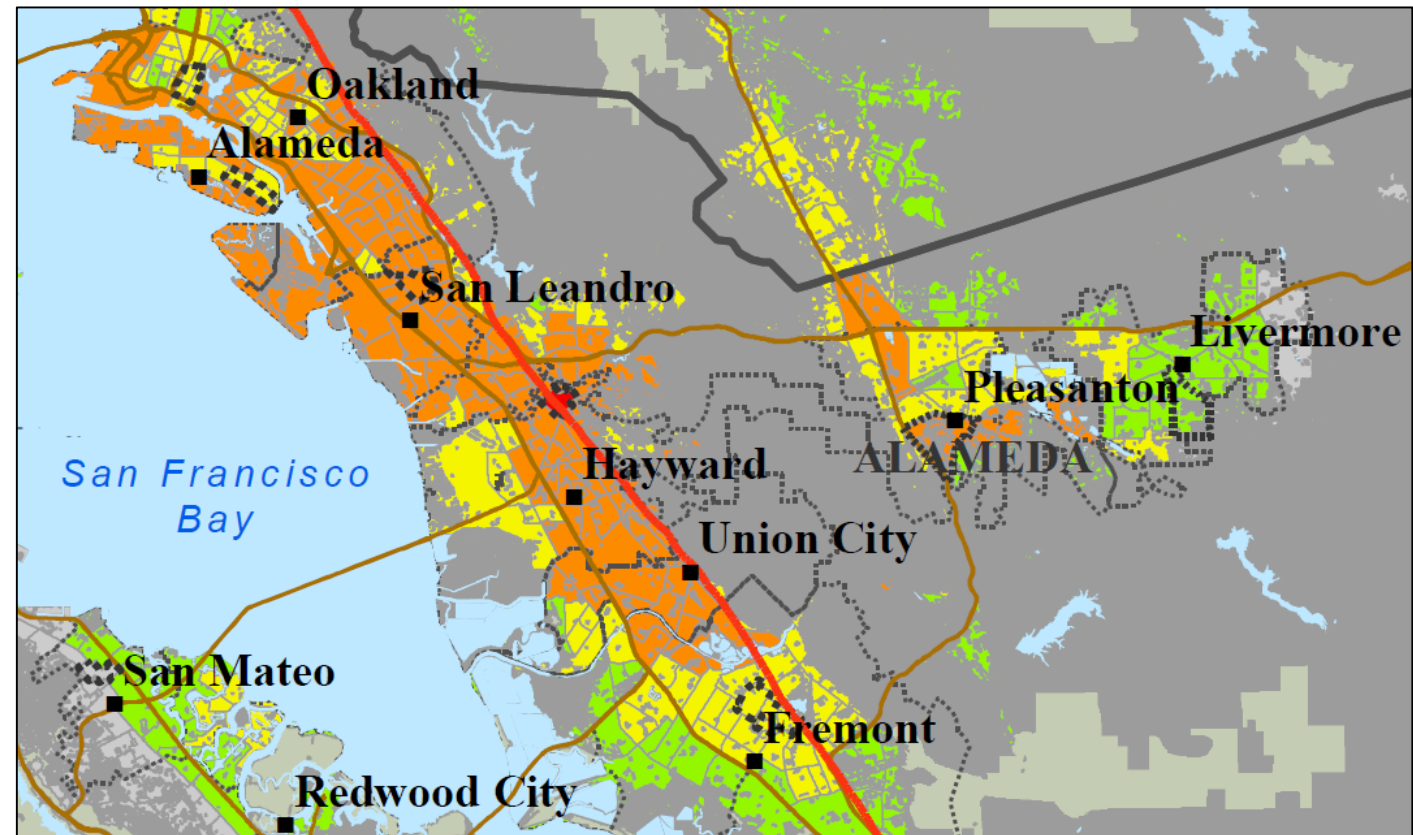 Oakland
Alameda
San Leandro
Livermore
Pleasanton
ALAMEDA
San Francisco
Bay
Hayward
Union City
San Mateo
Fremont
Redwood City